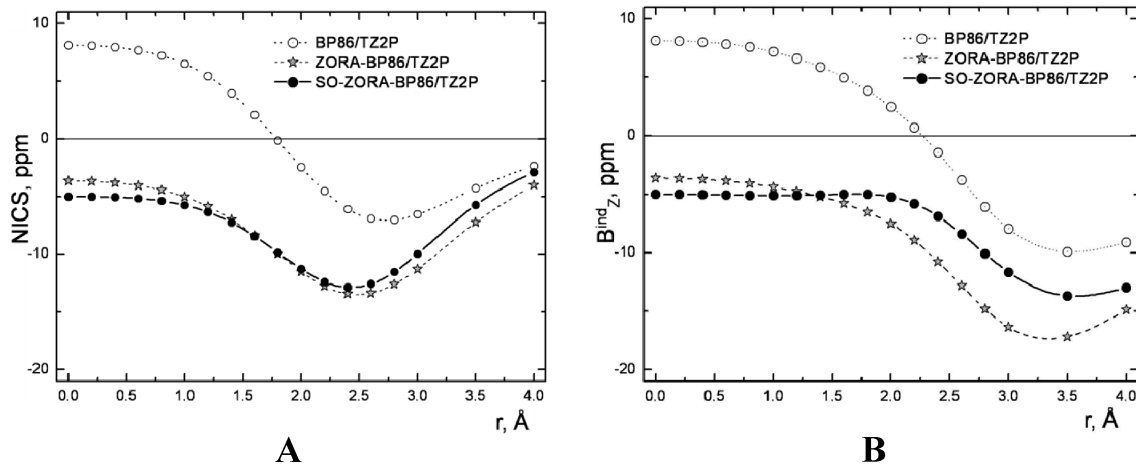 10
0
-10
-20
NICS, ppm
BP86/TZ2P
ZORA-BP86/TZ2P
SO-ZORA-BP86/TZ2P
0.0 0.5 1.0 1.5 2.0 2.5 3.0 3.5 4.0
r, Å
A
10
0
-10
-20
B^ind_Z, ppm
BP86/TZ2P
ZORA-BP86/TZ2P
SO-ZORA-BP86/TZ2P
0.0 0.5 1.0 1.5 2.0 2.5 3.0 3.5 4.0
r, Å
B